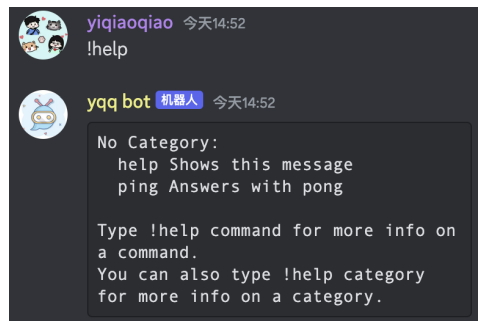 yiqiaoqiao 今天14:52
!help
yqq bot 机器人 今天14:52
No Category:
  help Shows this message
  ping Answers with pong
Type !help command for more info on
a command.
You can also type !help category
for more info on a category.